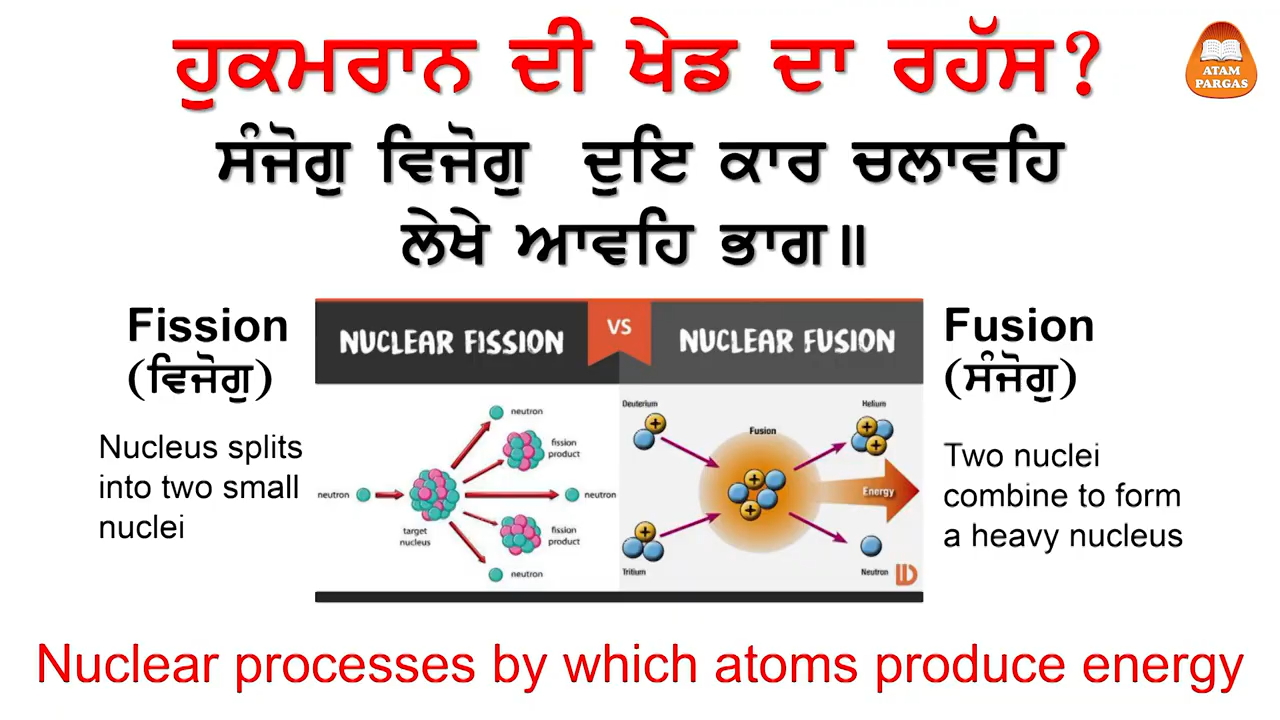 ਹੁਕਮਰਾਨ ਦੀ ਖੇਡ ਦਾ ਰਹੱਸ?
ATAM
PARGAS
ਸੰਜੋਗੁ ਵਿਜੋਗੁ ਦੁਇ ਕਾਰ ਚਲਾਵਹਿ
ਲੇਖੇ ਆਵਹਿ ਭਾਗ॥
Fission
(ਵਿਜੋਗੁ)
Nucleus splits
into two small
nuclei
NUCLEAR FISSION
VS
NUCLEAR FUSION
neutron
fission
product
neutron
neutron
target
nucleus
fission
product
neutron
Deuterium
Helium
Fusion
Energy
Tritium
Neutron
Fusion
(ਸੰਜੋਗੁ)
Two nuclei
combine to form
a heavy nucleus
Nuclear processes by which atoms produce energy